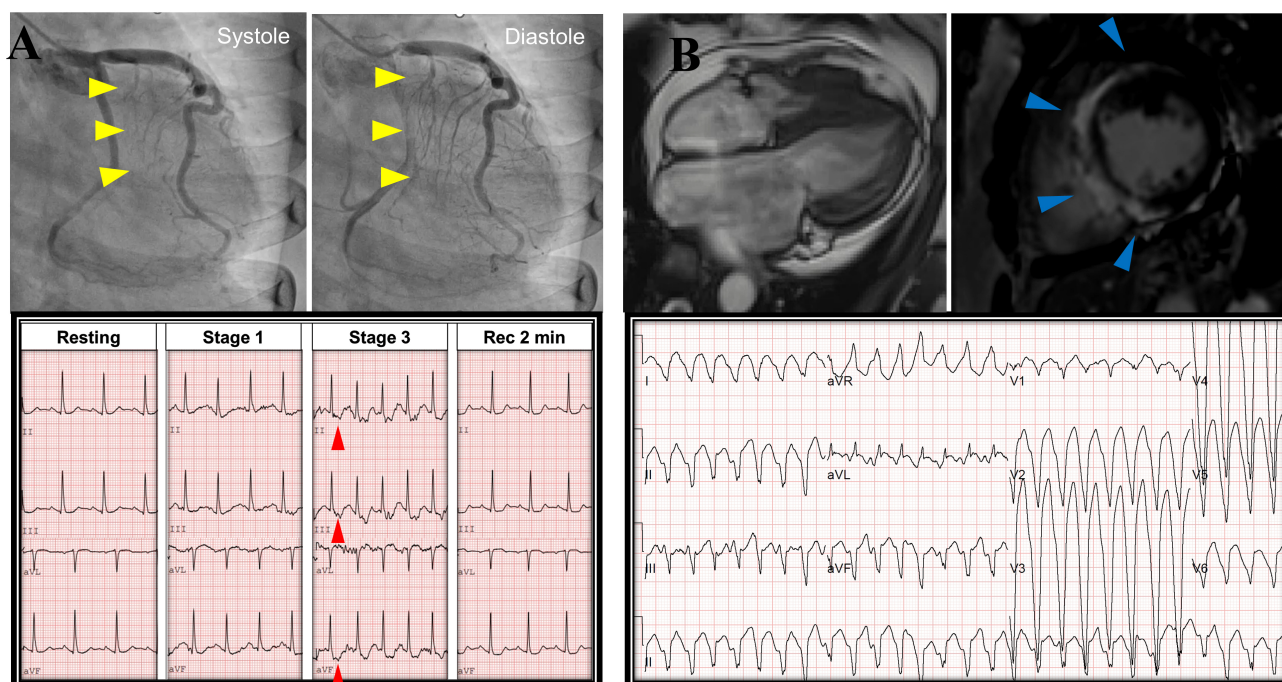 A
Systole
Diastole
B
Resting
Stage 1
Stage 3
Rec 2 min
II
II
II
II
III
III
III
III
aVL
aVL
aVL
aVL
aVF
aVF
aVF
aVF
I
aVR
V1
V4
II
aVL
V2
V5
III
aVF
V3
V6
II